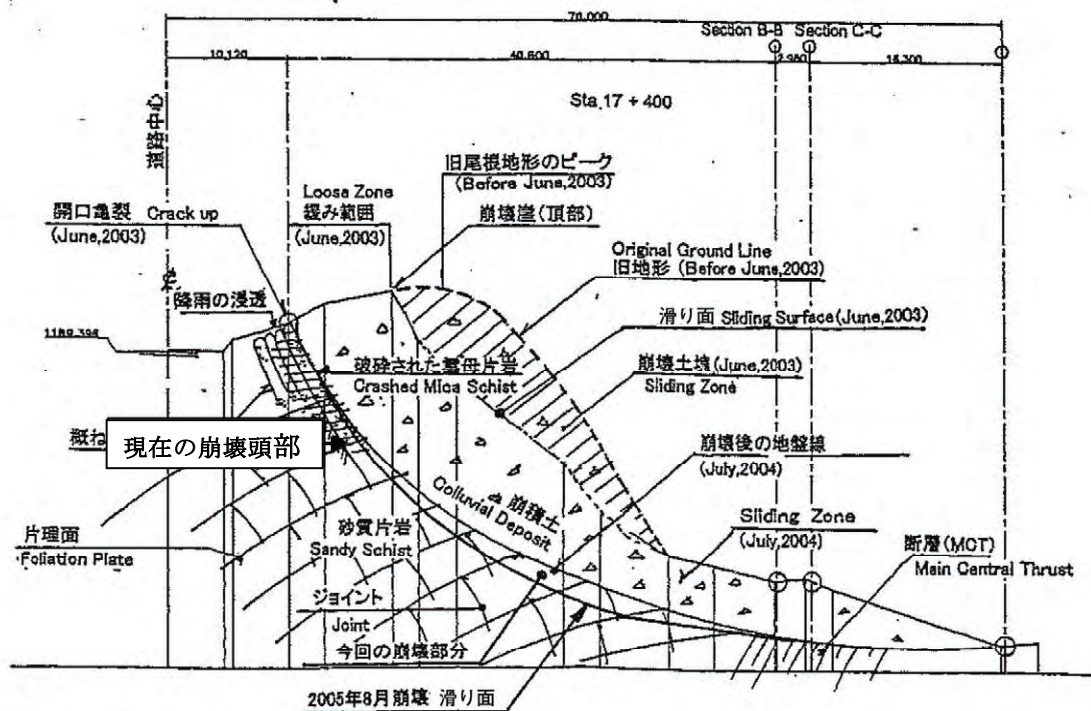 70,000
Section B-B Section C-C
10,120
2,980
Sta.17 + 400
道路中心
旧尾根地形のピーク
(Before June,2003)
開口亀裂 Crack up
(June,2003)
Loose Zone
緩み範囲
(June,2003)
崩壊崖(頂部)
Original Ground Line
旧地形 (Before June,2003)
降雨の浸透
滑り面 Sliding Surface(June,2003)
破砕された雲母片岩
Crashed Mica Schist
崩壊土塊(June,2003)
Sliding Zone
概ね
現在の崩壊頭部
崩壊後の地盤線
(July,2004)
崩積土
Colluvial Deposit
片理面
Foliation Plate
砂質片岩
Sandy Schist
Sliding Zone
(July,2004)
断層(MCT)
Main Central Thrust
ジョイント
Joint
今回の崩壊部分
2005年8月崩壊 滑り面